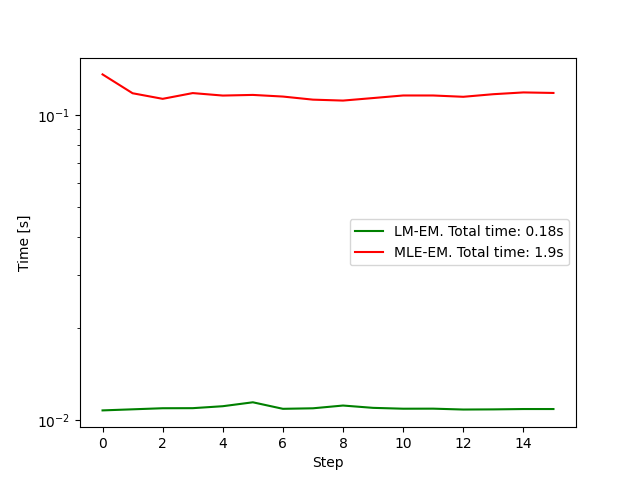 Time [s]
10⁻¹
10⁻²
LM-EM. Total time: 0.18s
MLE-EM. Total time: 1.9s
0 2 4 6 8 10 12 14
Step